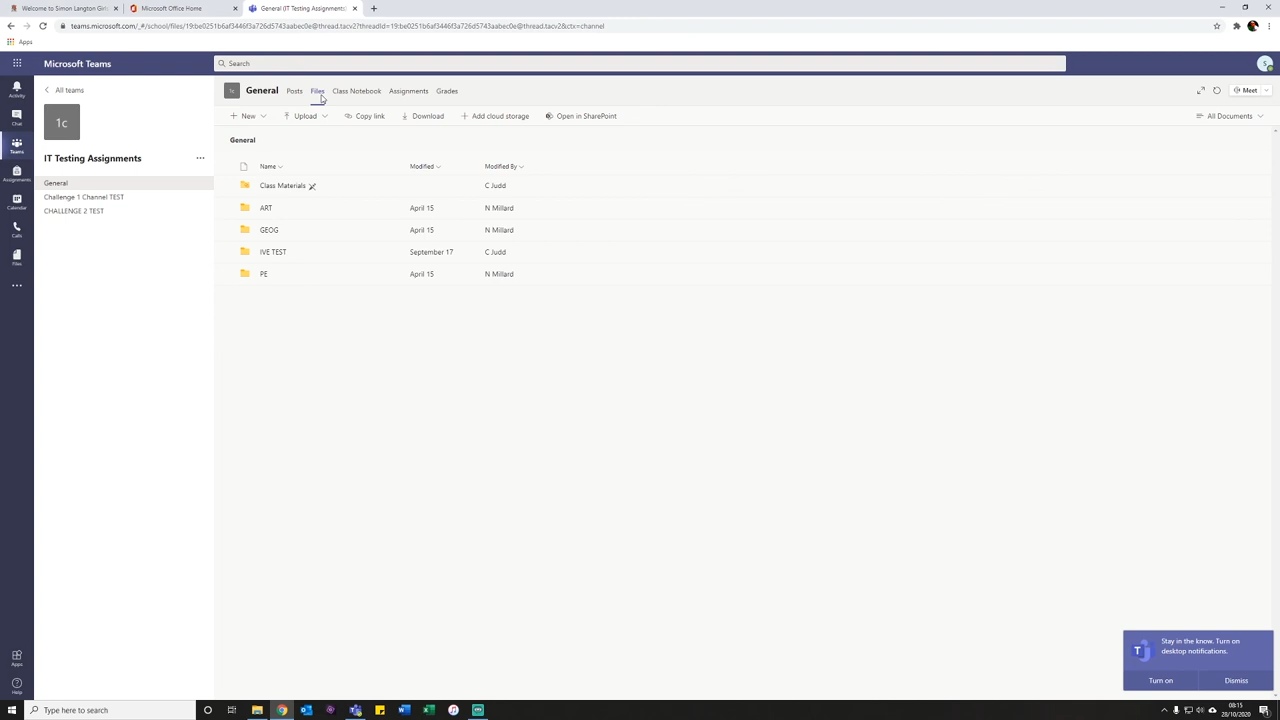 Welcome to Simon Langton Girls
Microsoft Office Home
General (IT Testing Assignments)
teams.microsoft.com/_#/school/files/19:be0251b6af3446f3a726d5743aabec0e@thread.tacv2?threadId=19:be0251b6af3446f3a726d5743aabec0e@thread.tacv2&ctx=channel
Apps
Microsoft Teams
Search
S
Activity
Chat
Teams
Assignments
Calendar
Calls
Files
Apps
Help
All teams
1c
IT Testing Assignments
General
Challenge 1 Channel TEST
CHALLENGE 2 TEST
1c General Posts Files Class Notebook Assignments Grades
Meet
New Upload Copy link Download Add cloud storage Open in SharePoint
All Documents
General
Name Modified Modified By
Class Materials C Judd
ART April 15 N Millard
GEOG April 15 N Millard
IVE TEST September 17 C Judd
PE April 15 N Millard
T
Stay in the know. Turn on
desktop notifications.
Turn on Dismiss
Type here to search
08:15
28/10/2020